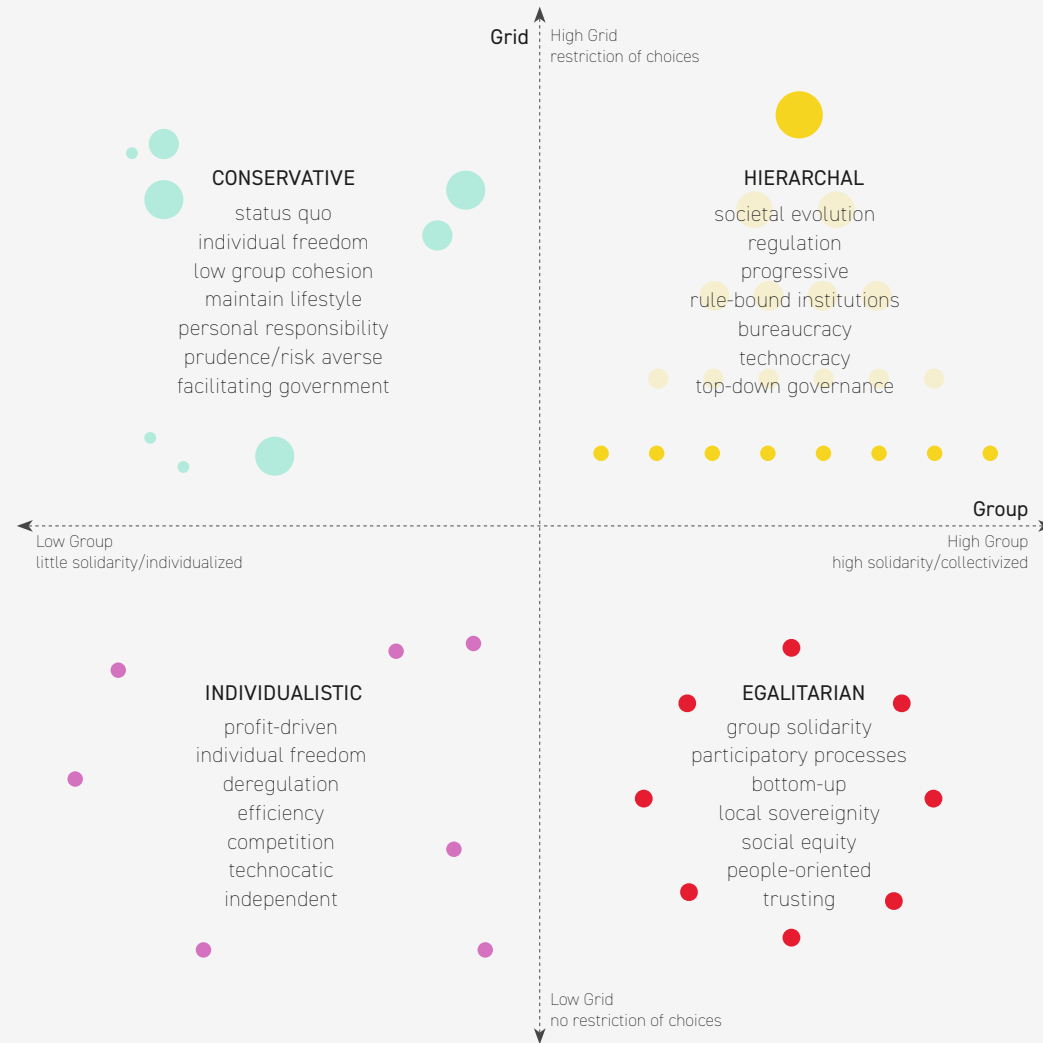 Grid
High Grid
restriction of choices
CONSERVATIVE
status quo
individual freedom
low group cohesion
maintain lifestyle
personal responsibility
prudence/risk averse
facilitating government
HIERARCHAL
societal evolution
regulation
progressive
rule-bound institutions
bureaucracy
technocracy
top-down governance
Group
Low Group
little solidarity/individualized
High Group
high solidarity/collectivized
INDIVIDUALISTIC
profit-driven
individual freedom
deregulation
efficiency
competition
technocatic
independent
EGALITARIAN
group solidarity
participatory processes
bottom-up
local sovereignity
social equity
people-oriented
trusting
Low Grid
no restriction of choices